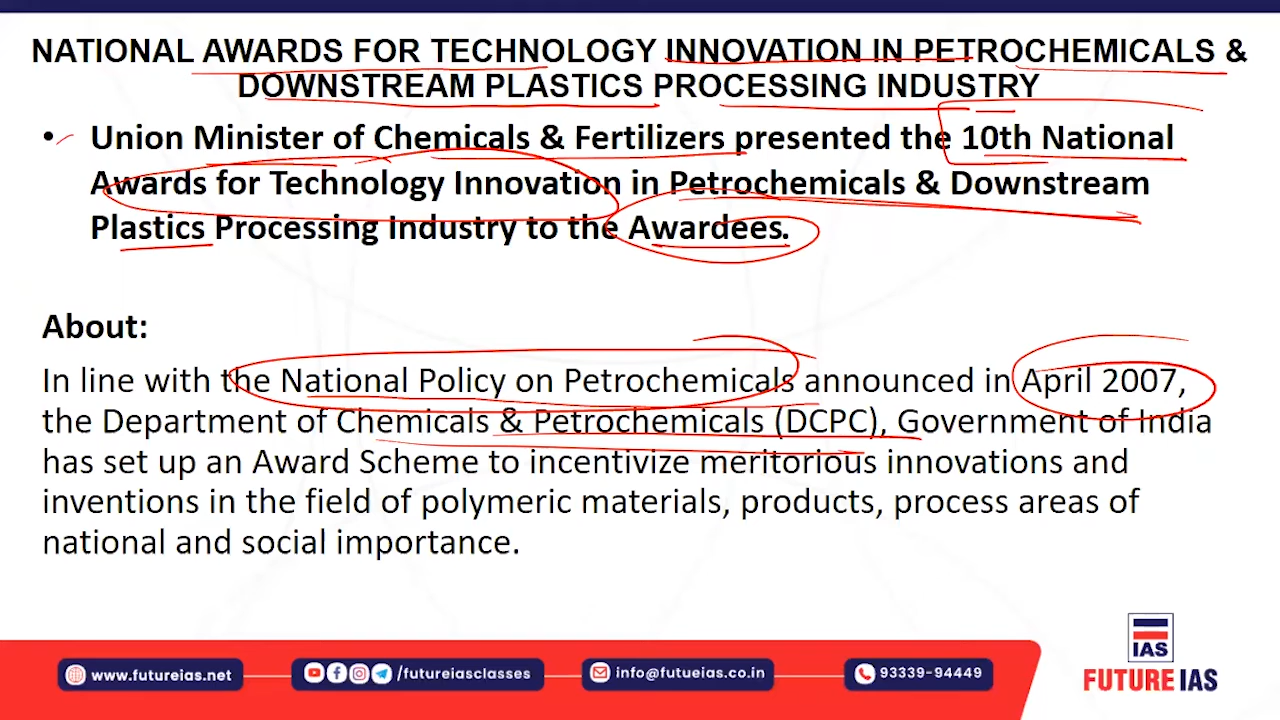 NATIONAL AWARDS FOR TECHNOLOGY INNOVATION IN PETROCHEMICALS &
DOWNSTREAM PLASTICS PROCESSING INDUSTRY
• Union Minister of Chemicals & Fertilizers presented the 10th National
Awards for Technology Innovation in Petrochemicals & Downstream
Plastics Processing Industry to the Awardees.
About:
In line with the National Policy on Petrochemicals announced in April 2007,
the Department of Chemicals & Petrochemicals (DCPC), Government of India
has set up an Award Scheme to incentivize meritorious innovations and
inventions in the field of polymeric materials, products, process areas of
national and social importance.
www.futureias.net
/futureiasclasses
info@futueias.co.in
93339-94449
IAS
FUTURE IAS